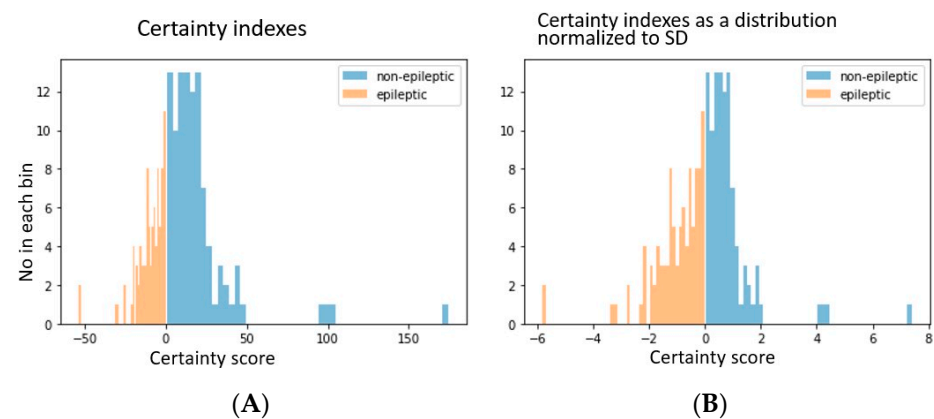 Certainty indexes
non-epileptic
epileptic
No in each bin
12
10
8
6
4
2
0
−50
0
50
100
150
Certainty score
(A)
Certainty indexes as a distribution
normalized to SD
non-epileptic
epileptic
12
10
8
6
4
2
0
−6
−4
−2
0
2
4
6
8
Certainty score
(B)